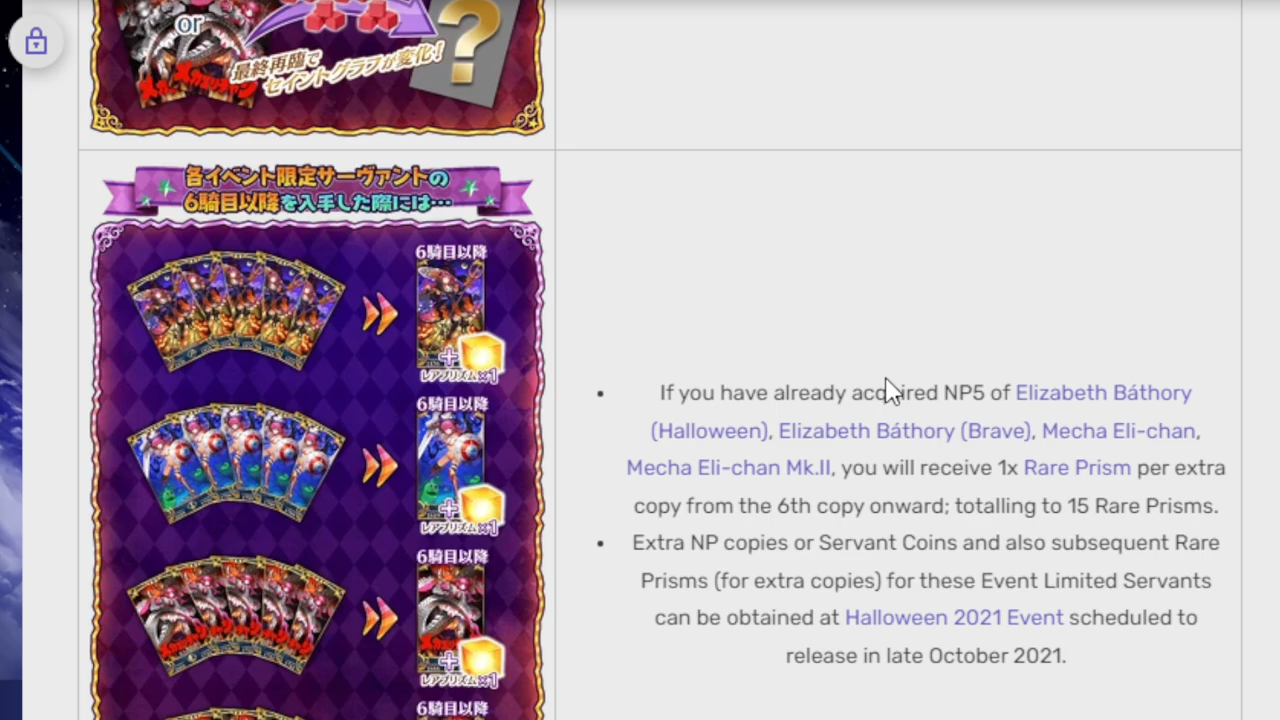 or
最終再臨で
セイントグラフが変化!
各イベント限定サーヴァントの
6騎目以降を入手した際には…
6騎目以降
レアプリズム×1
6騎目以降
レアプリズム×1
6騎目以降
レアプリズム×1
6騎目以降
If you have already acquired NP5 of Elizabeth Báthory
(Halloween), Elizabeth Báthory (Brave), Mecha Eli-chan,
Mecha Eli-chan Mk.II, you will receive 1x Rare Prism per extra
copy from the 6th copy onward; totalling to 15 Rare Prisms.
Extra NP copies or Servant Coins and also subsequent Rare
Prisms (for extra copies) for these Event Limited Servants
can be obtained at Halloween 2021 Event scheduled to
release in late October 2021.